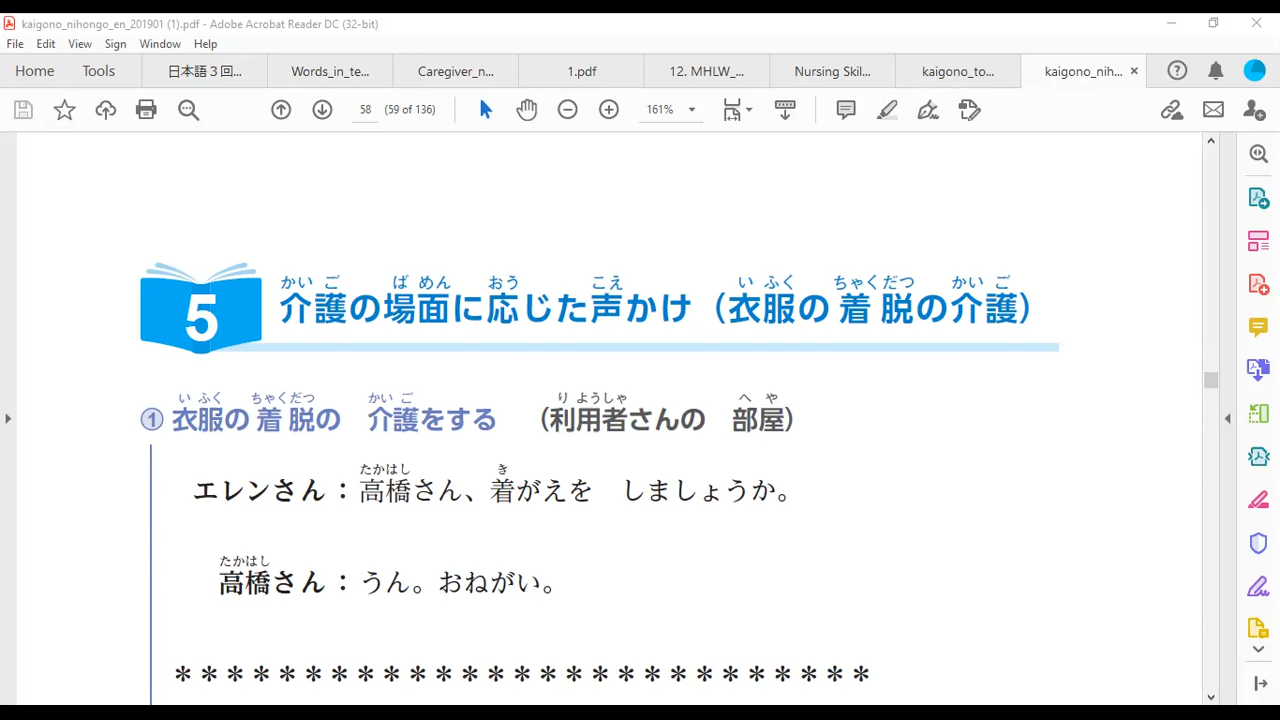 kaigono_nihongo_en_201901 (1).pdf - Adobe Acrobat Reader DC (32-bit)
File Edit View Sign Window Help
Home Tools 日本語３回... Words_in_te... Caregiver_n... 1.pdf 12. MHLW_... Nursing Skil... kaigono_to... kaigono_nih...
58 (59 of 136) 161%
かい ご ば めん おう こえ い ふく ちゃくだつ かい ご
5 介護の場面に応じた声かけ（衣服の着脱の介護）
い ふく ちゃくだつ かい ご り ようしゃ へ や
① 衣服の着脱の 介護をする （利用者さんの 部屋）
たかはし き
エレンさん：高橋さん、着がえを しましょうか。
たかはし
高橋さん：うん。おねがい。
＊＊＊＊＊＊＊＊＊＊＊＊＊＊＊＊＊＊＊＊＊＊＊＊＊＊＊